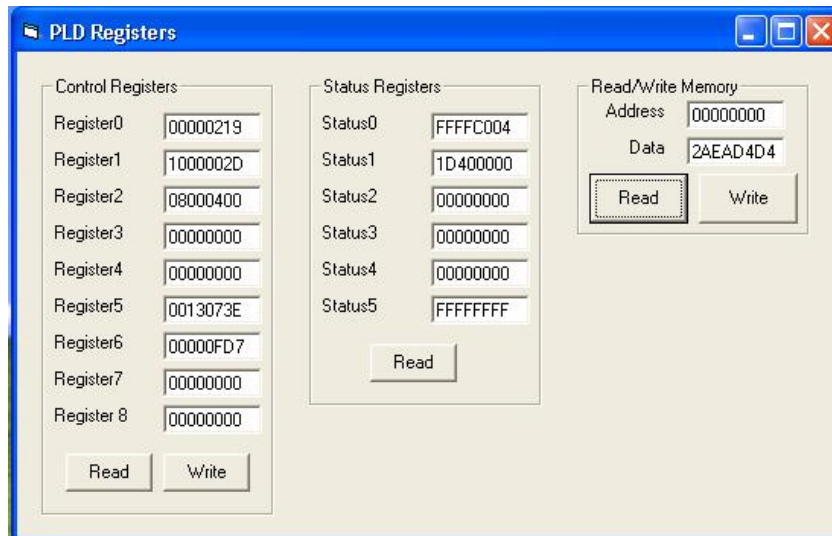 PLD Registers
Control Registers
Register0 00000219
Register1 1000002D
Register2 08000400
Register3 00000000
Register4 00000000
Register5 0013073E
Register6 00000FD7
Register7 00000000
Register 8 00000000
Read Write
Status Registers
Status0 FFFFC004
Status1 1D400000
Status2 00000000
Status3 00000000
Status4 00000000
Status5 FFFFFFFF
Read
Read/Write Memory
Address 00000000
Data 2AEAD4D4
Read Write